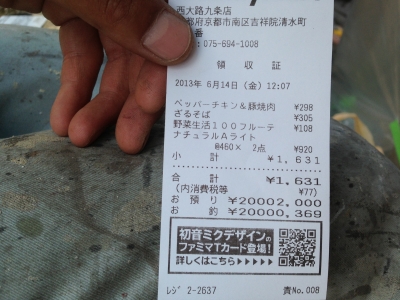 西大路九条店
都府京都市南区吉祥院清水町
番
:075-694-1008
2013年 6月14日(金) 12:07
領 収 証
ペッパーチキン&豚焼肉 ¥298
ざるそば ¥305
野菜生活100フルーテ ¥108
ナチュラルAライト
@460× 2点 ¥920
小 計 ¥1,631
合 計 ¥1,631
(内消費税等 ¥77)
お 預 り ¥20002,000
お 釣 ¥20000,369
初音ミクデザインの
ファミマTカード登場!
詳しくはこちら▶▶▶▶▶
レジ 2-2637 責No.008